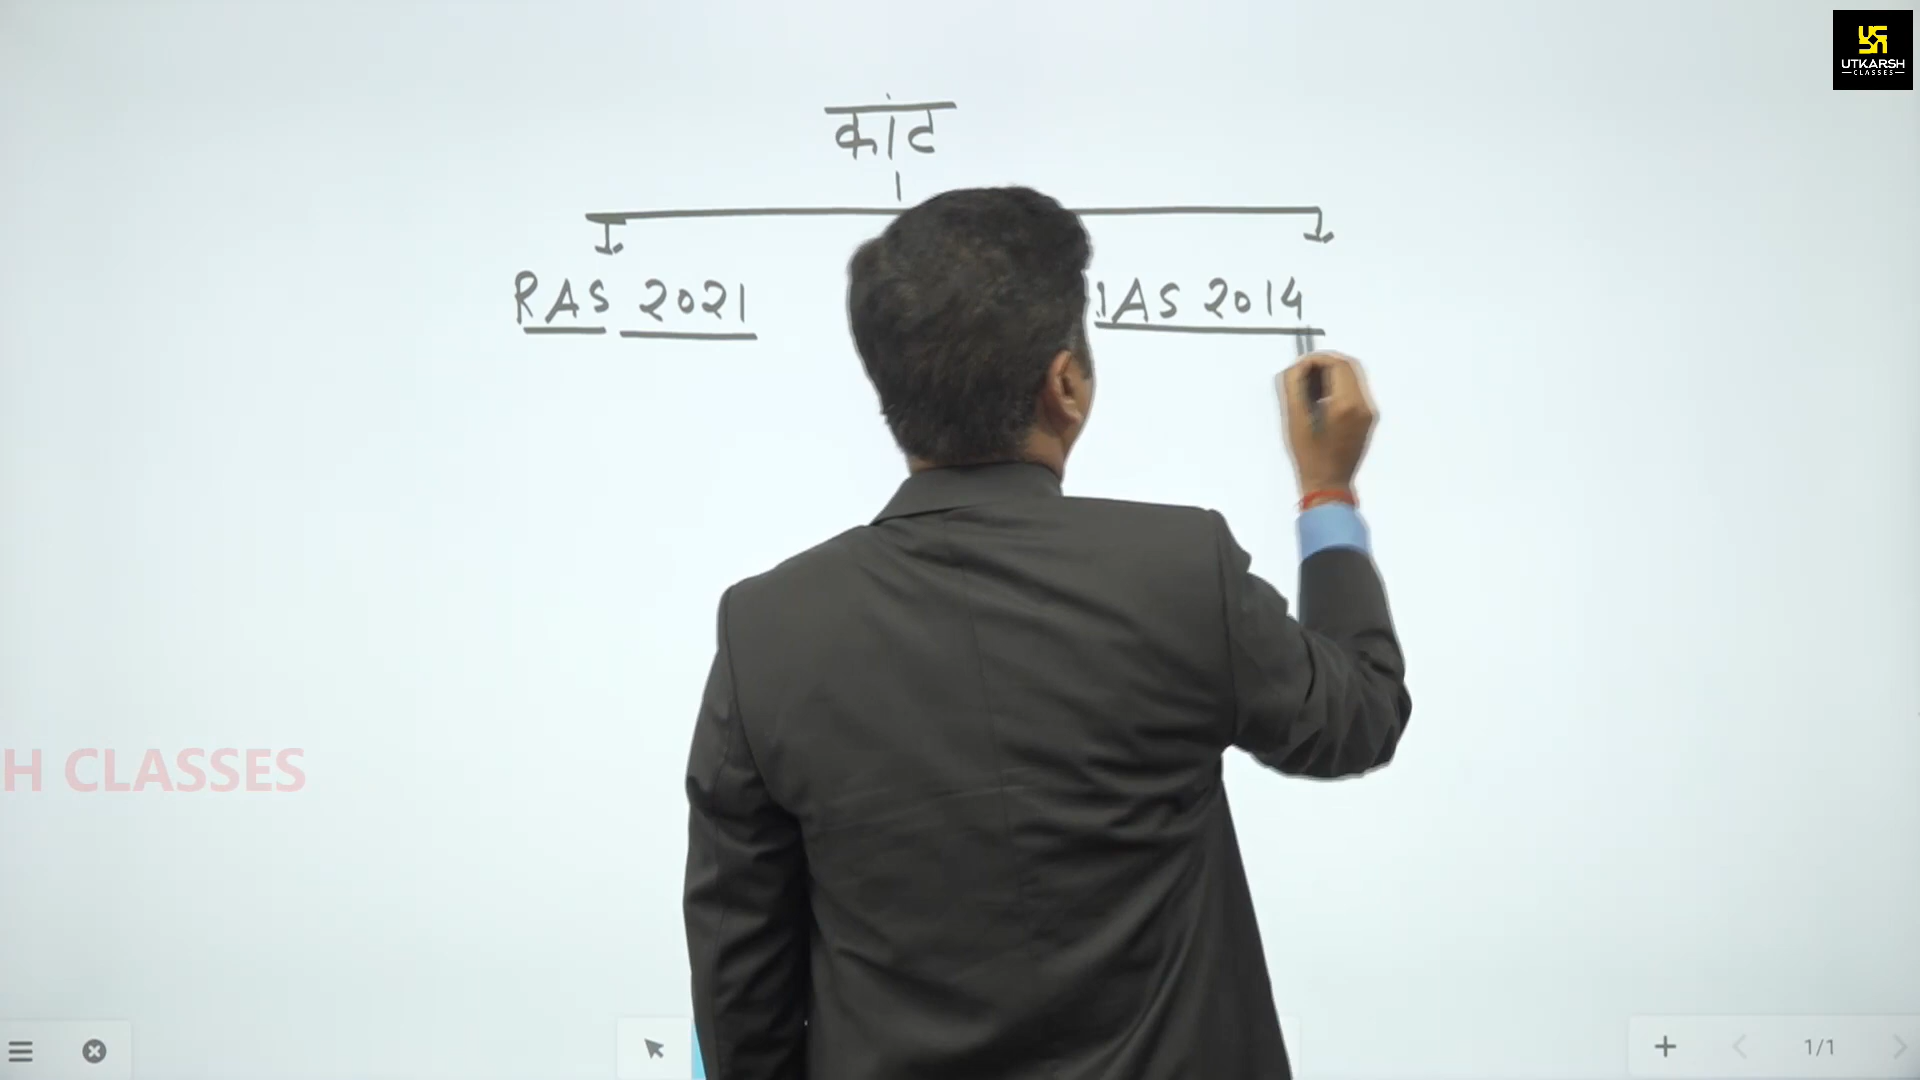 UTKARSH
CLASSES
कांट
RAS 2021
IAS 2014
H CLASSES
1/1